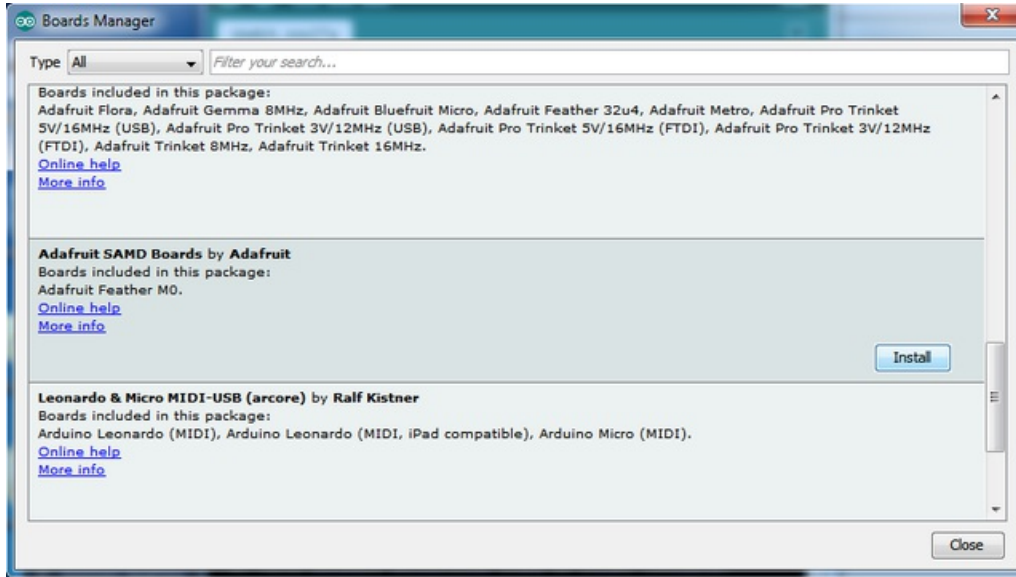 Boards Manager
Type All Filter your search...
Boards included in this package:
Adafruit Flora, Adafruit Gemma 8MHz, Adafruit Bluefruit Micro, Adafruit Feather 32u4, Adafruit Metro, Adafruit Pro Trinket
5V/16MHz (USB), Adafruit Pro Trinket 3V/12MHz (USB), Adafruit Pro Trinket 5V/16MHz (FTDI), Adafruit Pro Trinket 3V/12MHz
(FTDI), Adafruit Trinket 8MHz, Adafruit Trinket 16MHz.
Online help
More info
Adafruit SAMD Boards by Adafruit
Boards included in this package:
Adafruit Feather M0.
Online help
More info
Install
Leonardo & Micro MIDI-USB (arcore) by Ralf Kistner
Boards included in this package:
Arduino Leonardo (MIDI), Arduino Leonardo (MIDI, iPad compatible), Arduino Micro (MIDI).
Online help
More info
Close